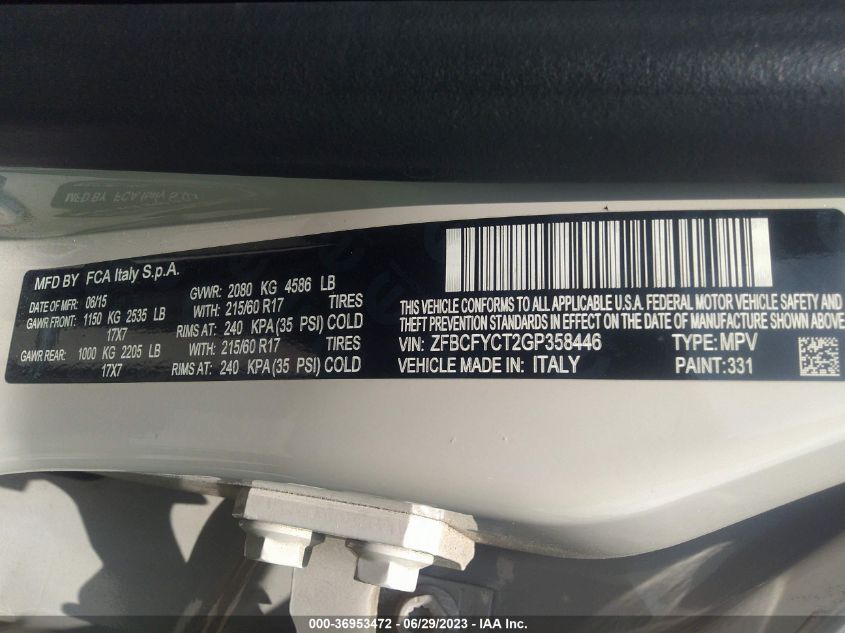 MFD BY FCA Italy S.p.A.
DATE OF MFR: 06/15 GVWR: 2080 KG 4586 LB
GAWR FRONT: 1150 KG 2535 LB WITH: 215/60 R17 TIRES
17X7 RIMS AT: 240 KPA(35 PSI) COLD
GAWR REAR: 1000 KG 2205 LB WITH: 215/60 R17 TIRES
17X7 RIMS AT: 240 KPA(35 PSI) COLD
THIS VEHICLE CONFORMS TO ALL APPLICABLE U.S.A. FEDERAL MOTOR VEHICLE SAFETY AND
THEFT PREVENTION STANDARDS IN EFFECT ON THE DATE OF MANUFACTURE SHOWN ABOVE
VIN: ZFBCFYCT2GP358446 TYPE: MPV
VEHICLE MADE IN: ITALY PAINT:331
000-36953472 - 06/29/2023 - IAAI, Inc.